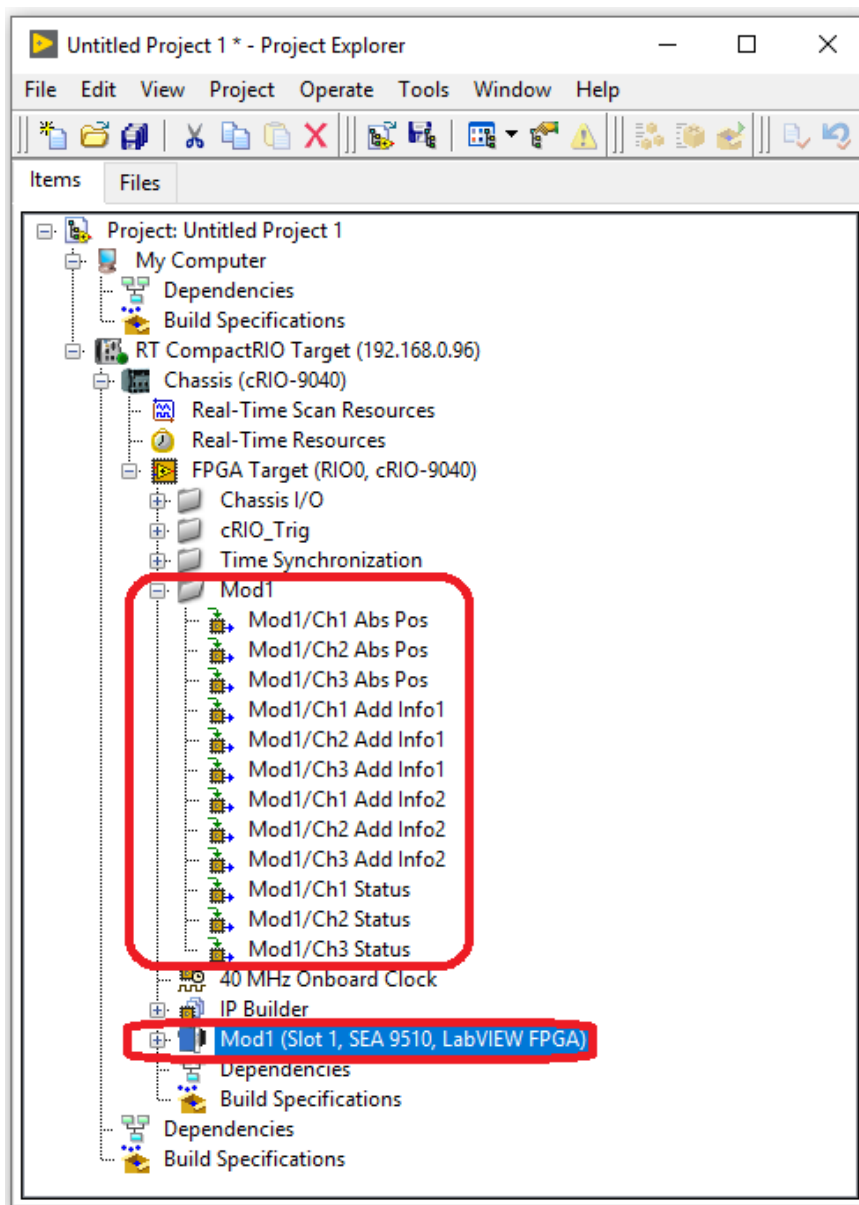 Untitled Project 1 * - Project Explorer
File Edit View Project Operate Tools Window Help
Items Files
Project: Untitled Project 1
My Computer
Dependencies
Build Specifications
RT CompactRIO Target (192.168.0.96)
Chassis (cRIO-9040)
Real-Time Scan Resources
Real-Time Resources
FPGA Target (RIO0, cRIO-9040)
Chassis I/O
cRIO_Trig
Time Synchronization
Mod1
Mod1/Ch1 Abs Pos
Mod1/Ch2 Abs Pos
Mod1/Ch3 Abs Pos
Mod1/Ch1 Add Info1
Mod1/Ch2 Add Info1
Mod1/Ch3 Add Info1
Mod1/Ch1 Add Info2
Mod1/Ch2 Add Info2
Mod1/Ch3 Add Info2
Mod1/Ch1 Status
Mod1/Ch2 Status
Mod1/Ch3 Status
40 MHz Onboard Clock
IP Builder
Mod1 (Slot 1, SEA 9510, LabVIEW FPGA)
Dependencies
Build Specifications
Dependencies
Build Specifications